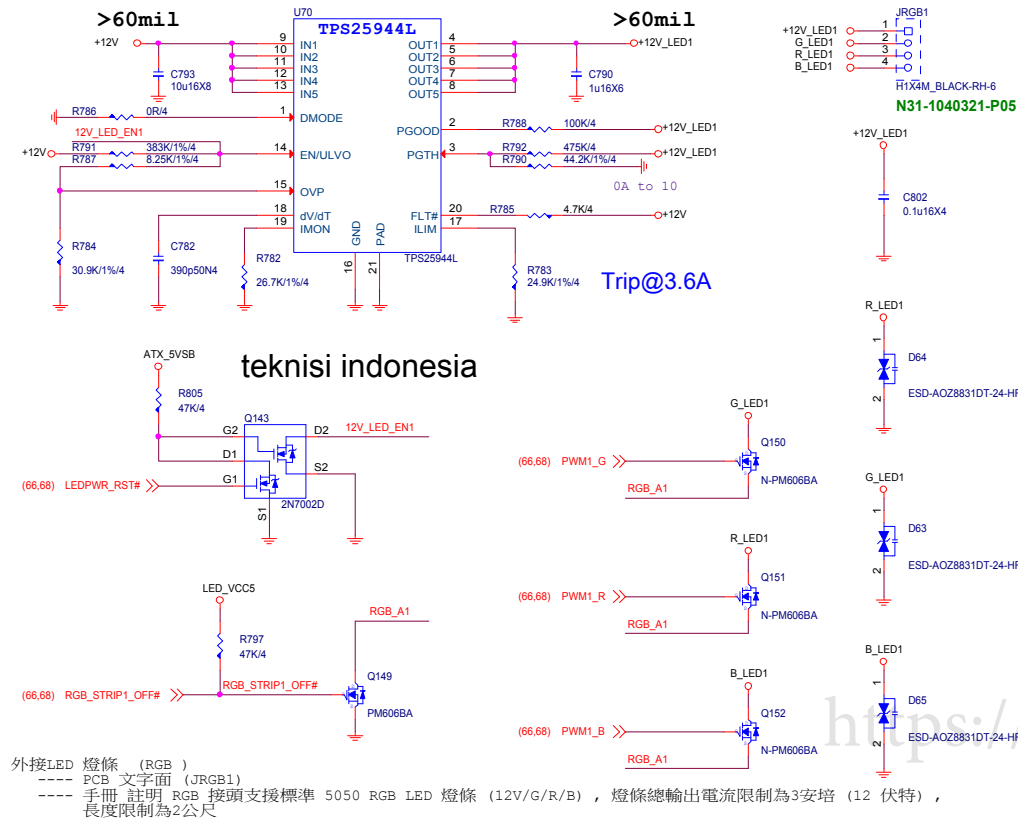 >60mil
U70
TPS25944L
>60mil
+12V
9
10
11
12
13
IN1
IN2
IN3
IN4
IN5
OUT1
OUT2
OUT3
OUT4
OUT5
4
5
6
7
8
+12V_LED1
C793
10u16X8
C790
1u16X6
R786
0R/4
1
DMODE
12V_LED_EN1
+12V
R791
383K/1%/4
R787
8.25K/1%/4
14
EN/ULVO
15
OVP
18
dV/dT
19
IMON
PGOOD
2
R788
100K/4
+12V_LED1
PGTH
3
R792
475K/4
+12V_LED1
R790
44.2K/1%/4
0A to 10
FLT#
20
R785
4.7K/4
+12V
ILIM
17
GND
PAD
16
21
TPS25944L
R784
30.9K/1%/4
C782
390p50N4
R782
26.7K/1%/4
R783
24.9K/1%/4
Trip@3.6A
JRGB1
+12V_LED1
1
G_LED1
2
R_LED1
3
B_LED1
4
H1X4M_BLACK-RH-6
N31-1040321-P05
+12V_LED1
C802
0.1u16X4
teknisi indonesia
ATX_5VSB
R805
47K/4
Q143
G2
D1
G1
S1
D2
S2
12V_LED_EN1
2N7002D
(66,68) LEDPWR_RST#
LED_VCC5
R797
47K/4
(66,68) RGB_STRIP1_OFF#
RGB_STRIP1_OFF#
RGB_A1
Q149
PM606BA
G_LED1
Q150
(66,68) PWM1_G
N-PM606BA
RGB_A1
R_LED1
Q151
(66,68) PWM1_R
N-PM606BA
RGB_A1
B_LED1
Q152
(66,68) PWM1_B
N-PM606BA
RGB_A1
R_LED1
1
D64
2
ESD-AOZ8831DT-24-HF
G_LED1
1
D63
2
ESD-AOZ8831DT-24-HF
B_LED1
1
D65
2
ESD-AOZ8831DT-24-HF
https:/
外接LED 燈條 (RGB )
---- PCB 文字面 (JRGB1)
---- 手冊 註明 RGB 接頭支援標準 5050 RGB LED 燈條 (12V/G/R/B) , 燈條總輸出電流限制為3安培 (12 伏特) ,
長度限制為2公尺